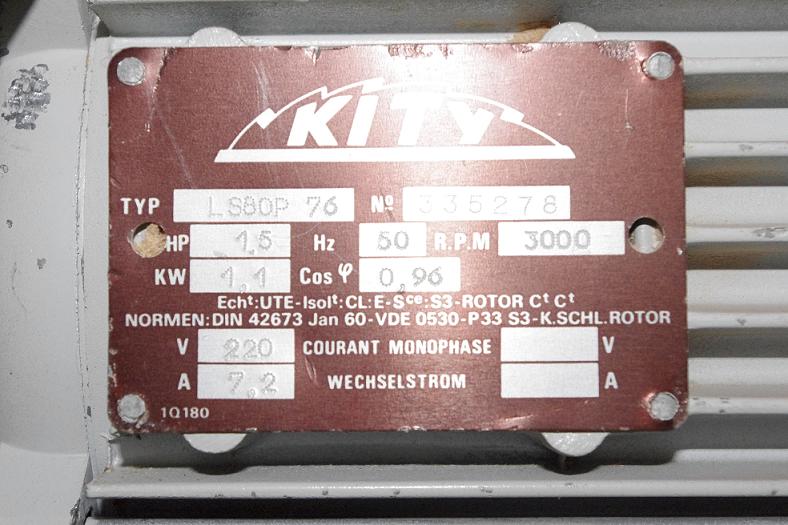 KITY
TYP LS80P 76 Nº 335278
HP 1,5 Hz 50 R.P.M 3000
KW 1,1 Cos φ 0,96
Echᵗ:UTE-Isolᵗ:CL:E-Sᶜᵉ:S3-ROTOR Cᵗ Cᵗ
NORMEN:DIN 42673 Jan 60-VDE 0530-P33 S3-K.SCHL.ROTOR
V 220 COURANT MONOPHASE V
A 7,2 WECHSELSTROM A
1Q180